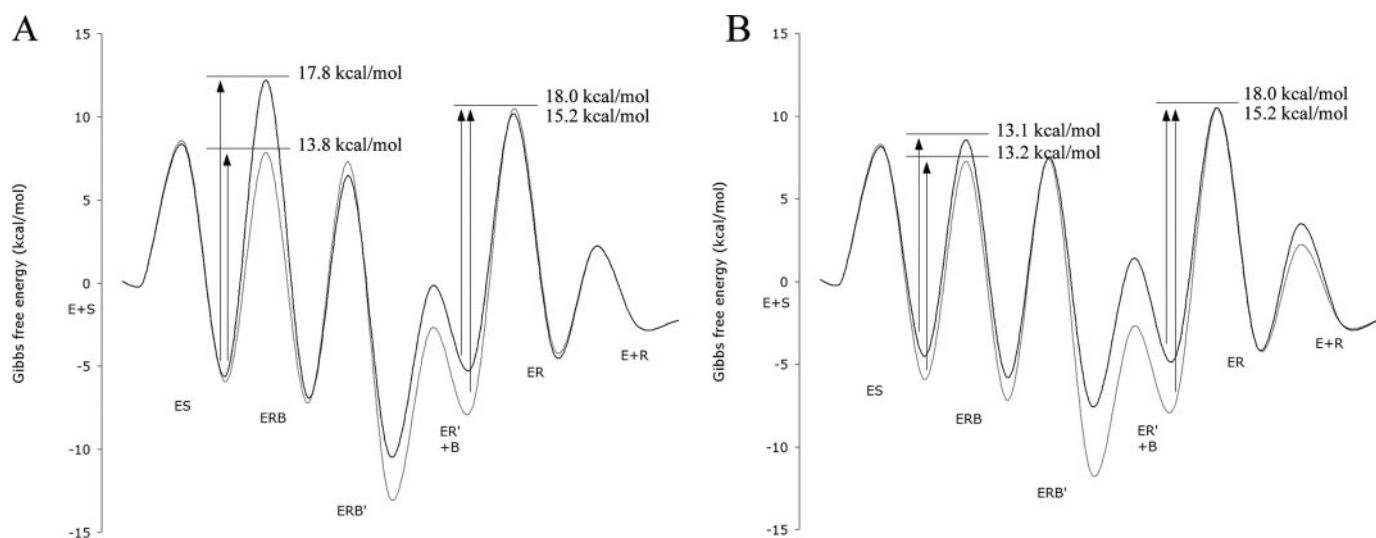 A
15
10
5
0
-5
-10
-15
Gibbs free energy (kcal/mol)
E+S
ES
ERB
ERB'
ER'
+B
ER
E+R
17.8 kcal/mol
13.8 kcal/mol
18.0 kcal/mol
15.2 kcal/mol
B
15
10
5
0
-5
-10
-15
Gibbs free energy (kcal/mol)
E+S
ES
ERB
ERB'
ER'
+B
ER
E+R
13.1 kcal/mol
13.2 kcal/mol
18.0 kcal/mol
15.2 kcal/mol